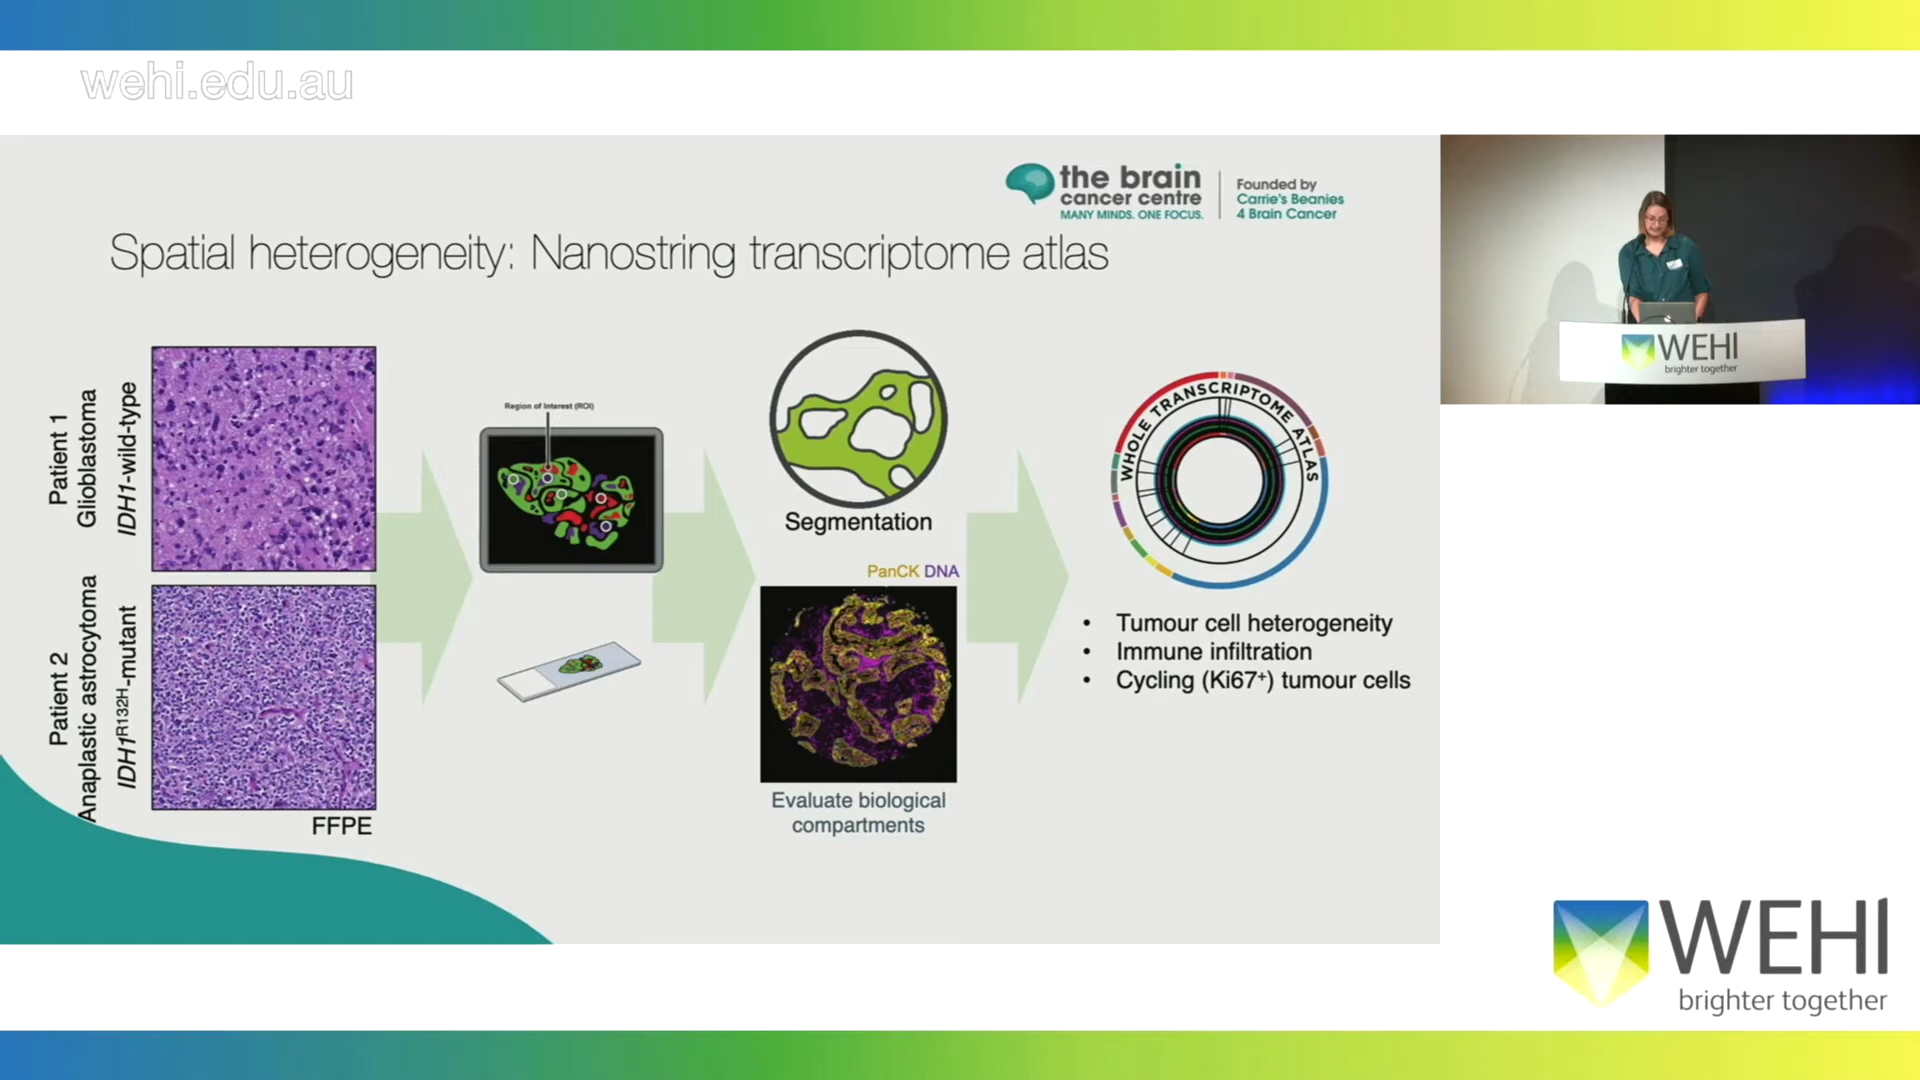 wehi.edu.au
the brain
cancer centre
MANY MINDS. ONE FOCUS.
Founded by
Carrie's Beanies
4 Brain Cancer
Spatial heterogeneity: Nanostring transcriptome atlas
Patient 1
Glioblastoma
IDH1-wild-type
Patient 2
Anaplastic astrocytoma
IDH1R132H-mutant
FFPE
Region of Interest (ROI)
Segmentation
PanCK DNA
Evaluate biological
compartments
WHOLE TRANSCRIPTOME ATLAS
• Tumour cell heterogeneity
• Immune infiltration
• Cycling (Ki67+) tumour cells
WEHI
brighter together
WEHI
brighter together